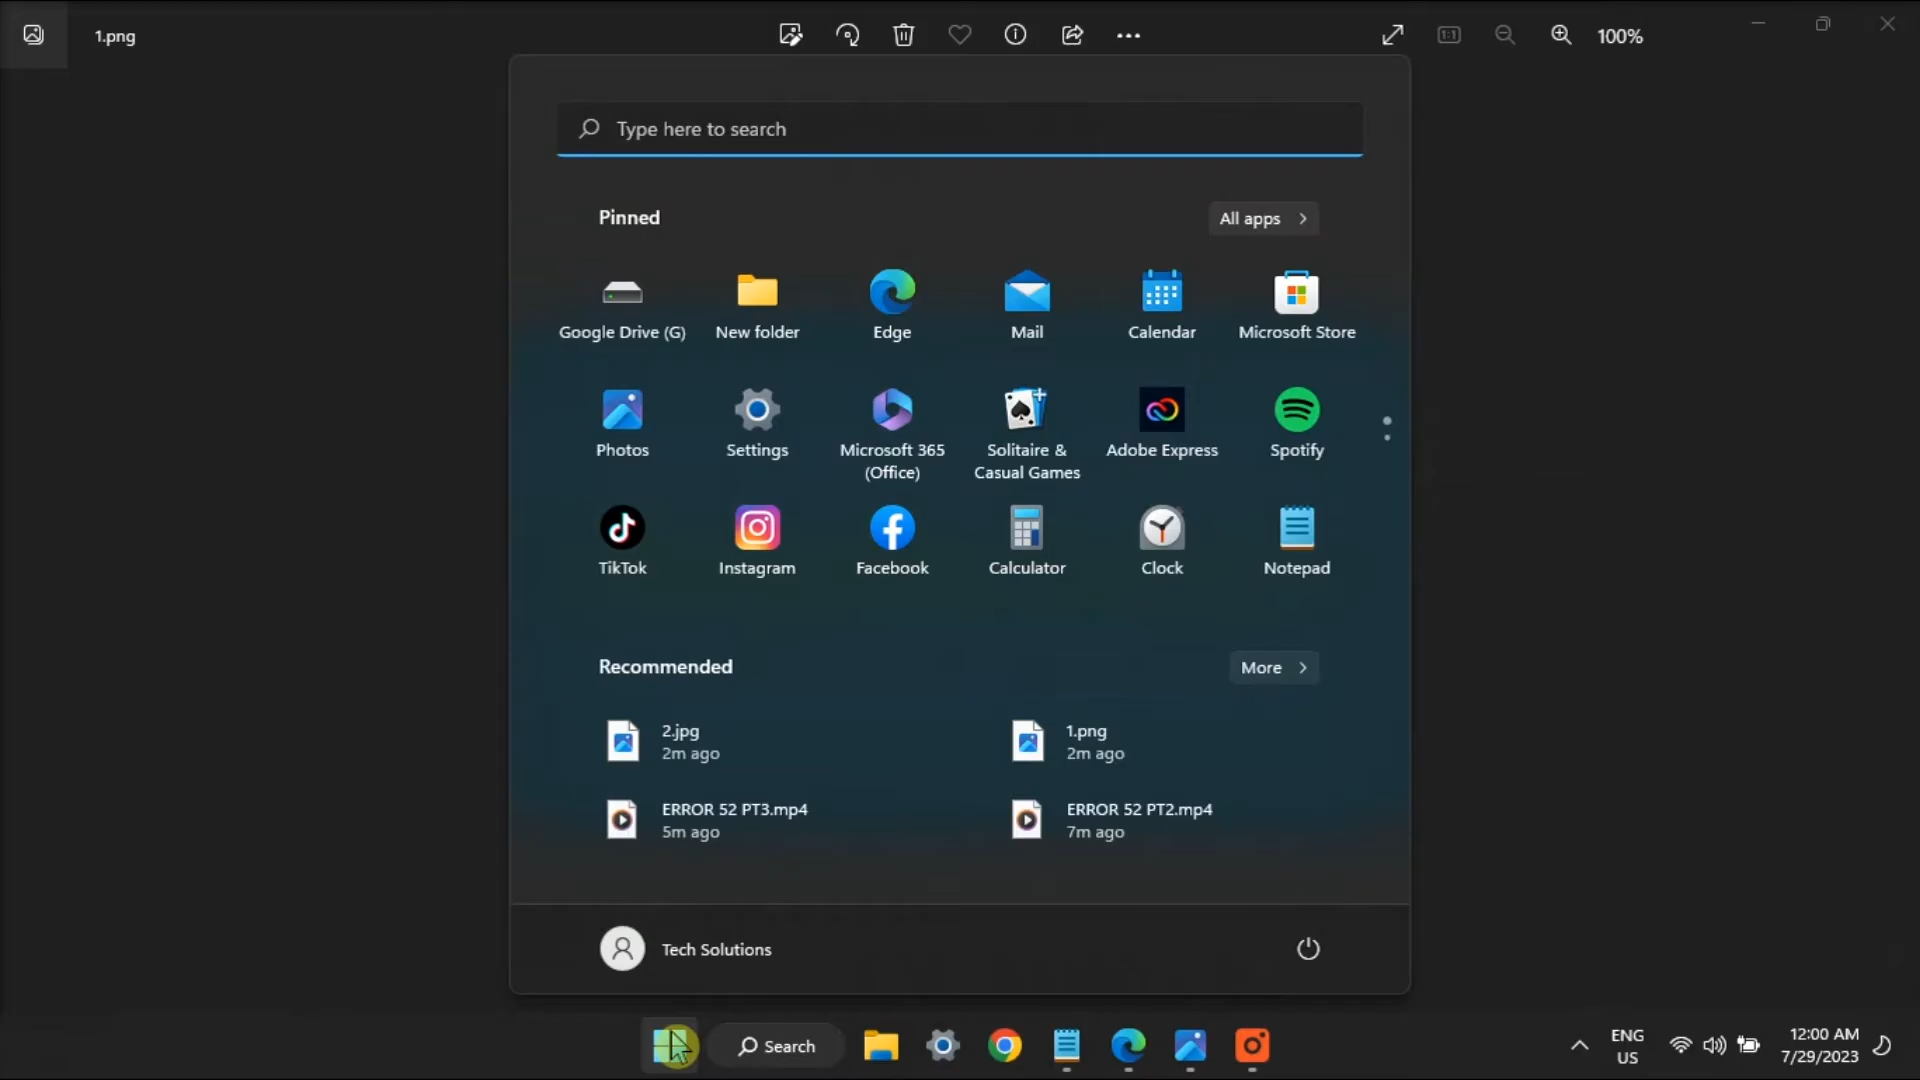 1.png
100%
Type here to search
Pinned
All apps
Google Drive (G)
New folder
Edge
Mail
Calendar
Microsoft Store
Photos
Settings
Microsoft 365
(Office)
Solitaire &
Casual Games
Adobe Express
Spotify
TikTok
Instagram
Facebook
Calculator
Clock
Notepad
Recommended
More
2.jpg
2m ago
1.png
2m ago
ERROR 52 PT3.mp4
5m ago
ERROR 52 PT2.mp4
7m ago
Tech Solutions
Search
ENG
US
12:00 AM
7/29/2023